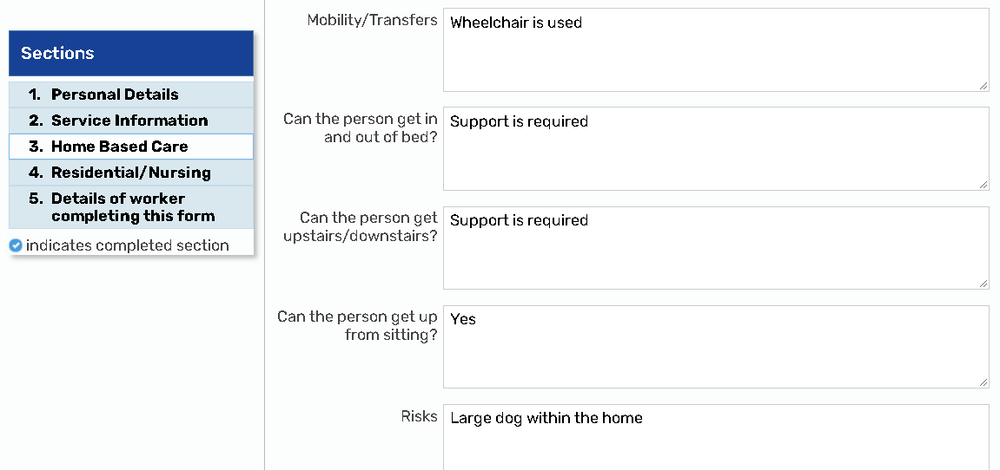 Sections
1. Personal Details
2. Service Information
3. Home Based Care
4. Residential/Nursing
5. Details of worker
completing this form
indicates completed section
Mobility/Transfers
Wheelchair is used
Can the person get in
and out of bed?
Support is required
Can the person get
upstairs/downstairs?
Support is required
Can the person get up
from sitting?
Yes
Risks
Large dog within the home